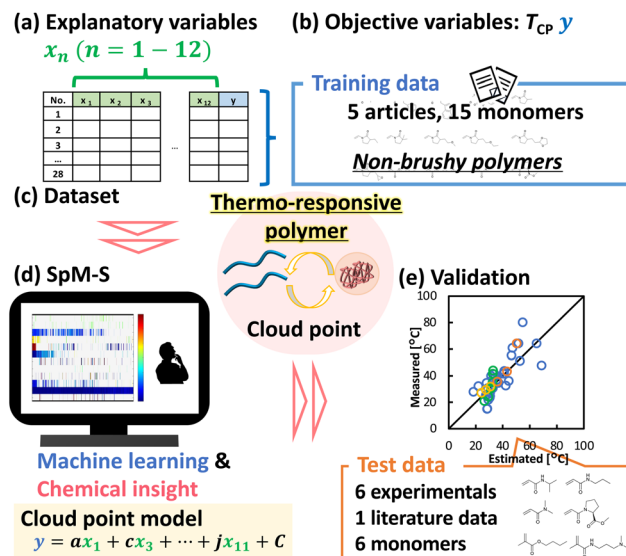 (a) Explanatory variables
xₙ (n = 1 − 12)
No. x₁ x₂ x₃ x₁₂ y
1
2
3 ...
...
28
(b) Objective variables: T_CP y
Training data
5 articles, 15 monomers
Non-brushy polymers
(c) Dataset
Thermo-responsive
polymer
Cloud point
(d) SpM-S
Machine learning &
Chemical insight
Cloud point model
y = ax₁ + cx₃ + ⋯ + jx₁₁ + C
(e) Validation
Measured [°C]
100
80
60
40
20
0
0 20 40 60 80 100
Estimated [°C]
Test data
6 experimentals
1 literature data
6 monomers